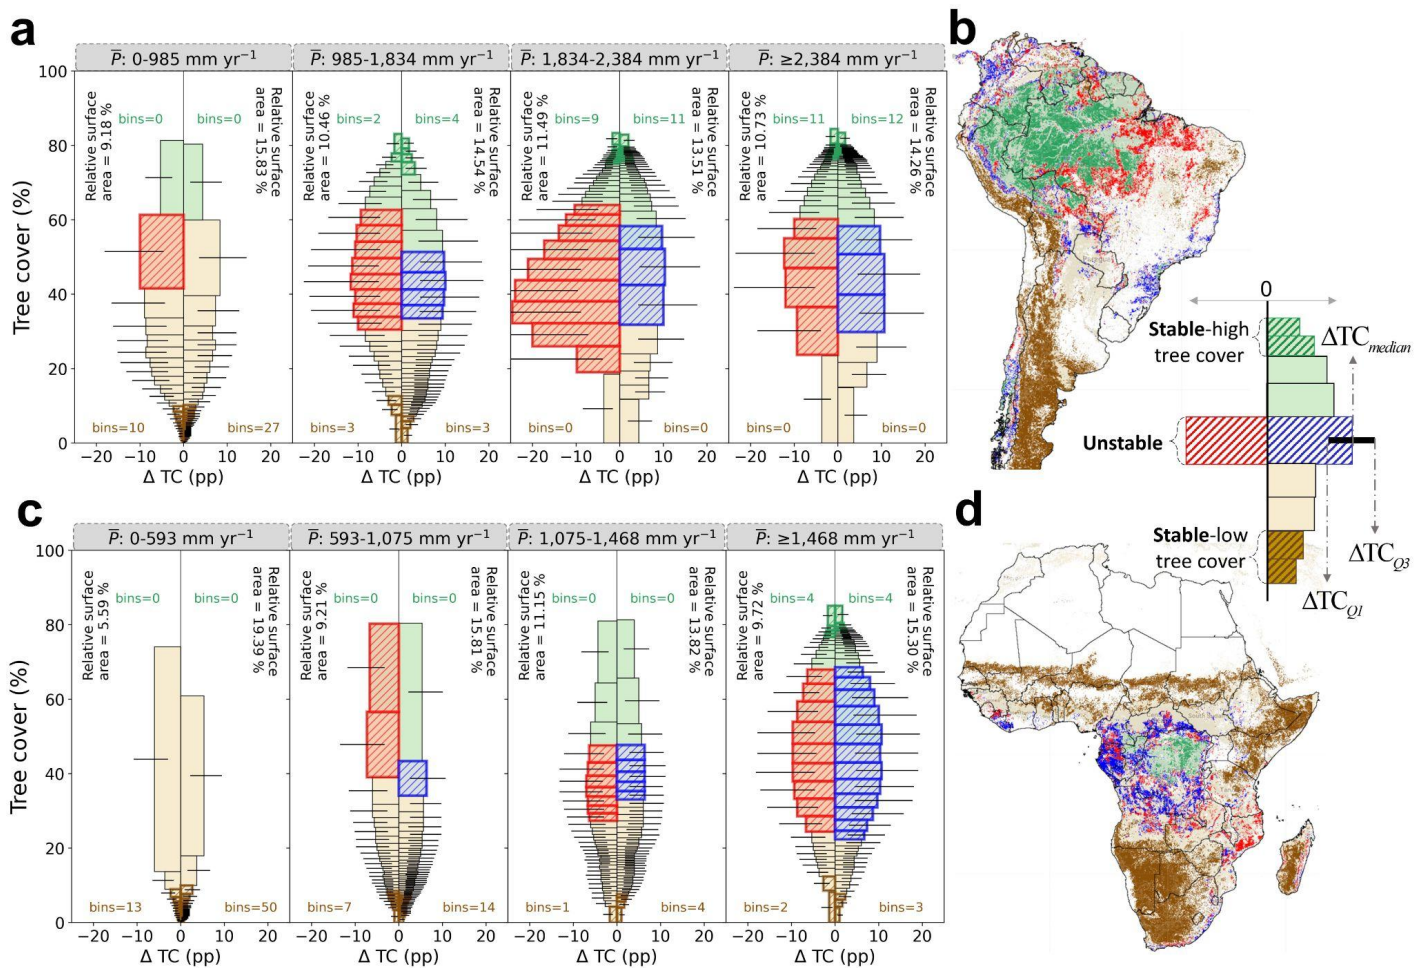 a
P̅: 0-985 mm yr⁻¹
P̅: 985-1,834 mm yr⁻¹
P̅: 1,834-2,384 mm yr⁻¹
P̅: ≥2,384 mm yr⁻¹
Tree cover (%)
100
80
60
40
20
0
Relative surface
area = 9.18 %
bins=0
bins=0
Relative surface
area = 15.83 %
bins=10
bins=27
Relative surface
area = 10.46 %
bins=2
bins=4
Relative surface
area = 14.54 %
bins=3
bins=3
Relative surface
area = 11.49 %
bins=9
bins=11
Relative surface
area = 13.51 %
bins=0
bins=0
Relative surface
area = 10.73 %
bins=11
bins=12
Relative surface
area = 14.26 %
bins=0
bins=0
−20 −10 0 10 20
−20 −10 0 10 20
−20 −10 0 10 20
−20 −10 0 10 20
Δ TC (pp)
Δ TC (pp)
Δ TC (pp)
Δ TC (pp)
b
0
Stable-high
tree cover
ΔTCmedian
Unstable
Stable-low
tree cover
ΔTCQ3
ΔTCQ1
c
P̅: 0-593 mm yr⁻¹
P̅: 593-1,075 mm yr⁻¹
P̅: 1,075-1,468 mm yr⁻¹
P̅: ≥1,468 mm yr⁻¹
Tree cover (%)
100
80
60
40
20
0
Relative surface
area = 5.59 %
bins=0
bins=0
Relative surface
area = 19.39 %
bins=13
bins=50
Relative surface
area = 9.21 %
bins=0
bins=0
Relative surface
area = 15.81 %
bins=7
bins=14
Relative surface
area = 11.15 %
bins=0
bins=0
Relative surface
area = 13.82 %
bins=1
bins=4
Relative surface
area = 9.72 %
bins=4
bins=4
Relative surface
area = 15.30 %
bins=2
bins=3
−20 −10 0 10 20
−20 −10 0 10 20
−20 −10 0 10 20
−20 −10 0 10 20
Δ TC (pp)
Δ TC (pp)
Δ TC (pp)
Δ TC (pp)
d